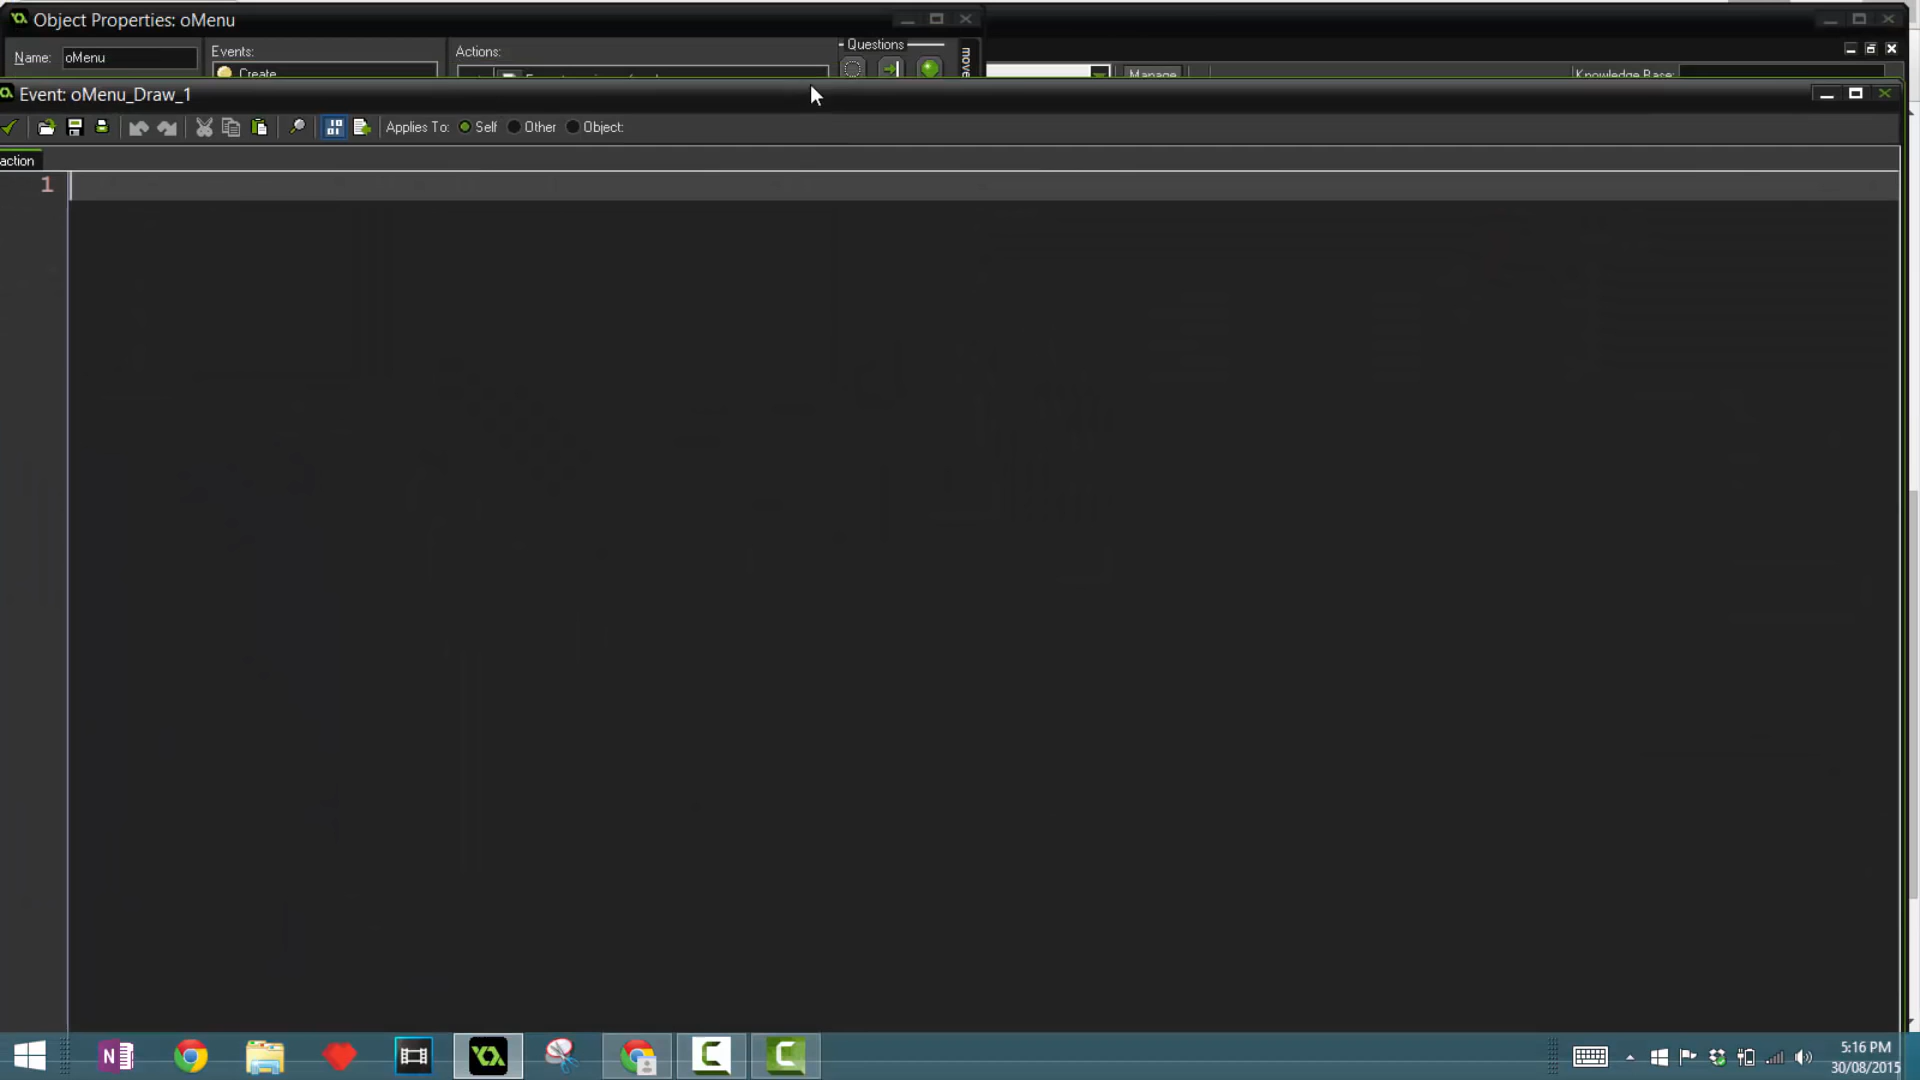 Object Properties: oMenu
Name: oMenu
Events:
Create
Actions:
Questions
move
Manage
Knowledge Base:
Event: oMenu_Draw_1
Applies To: Self Other Object:
action
1
5:16 PM
30/08/2015